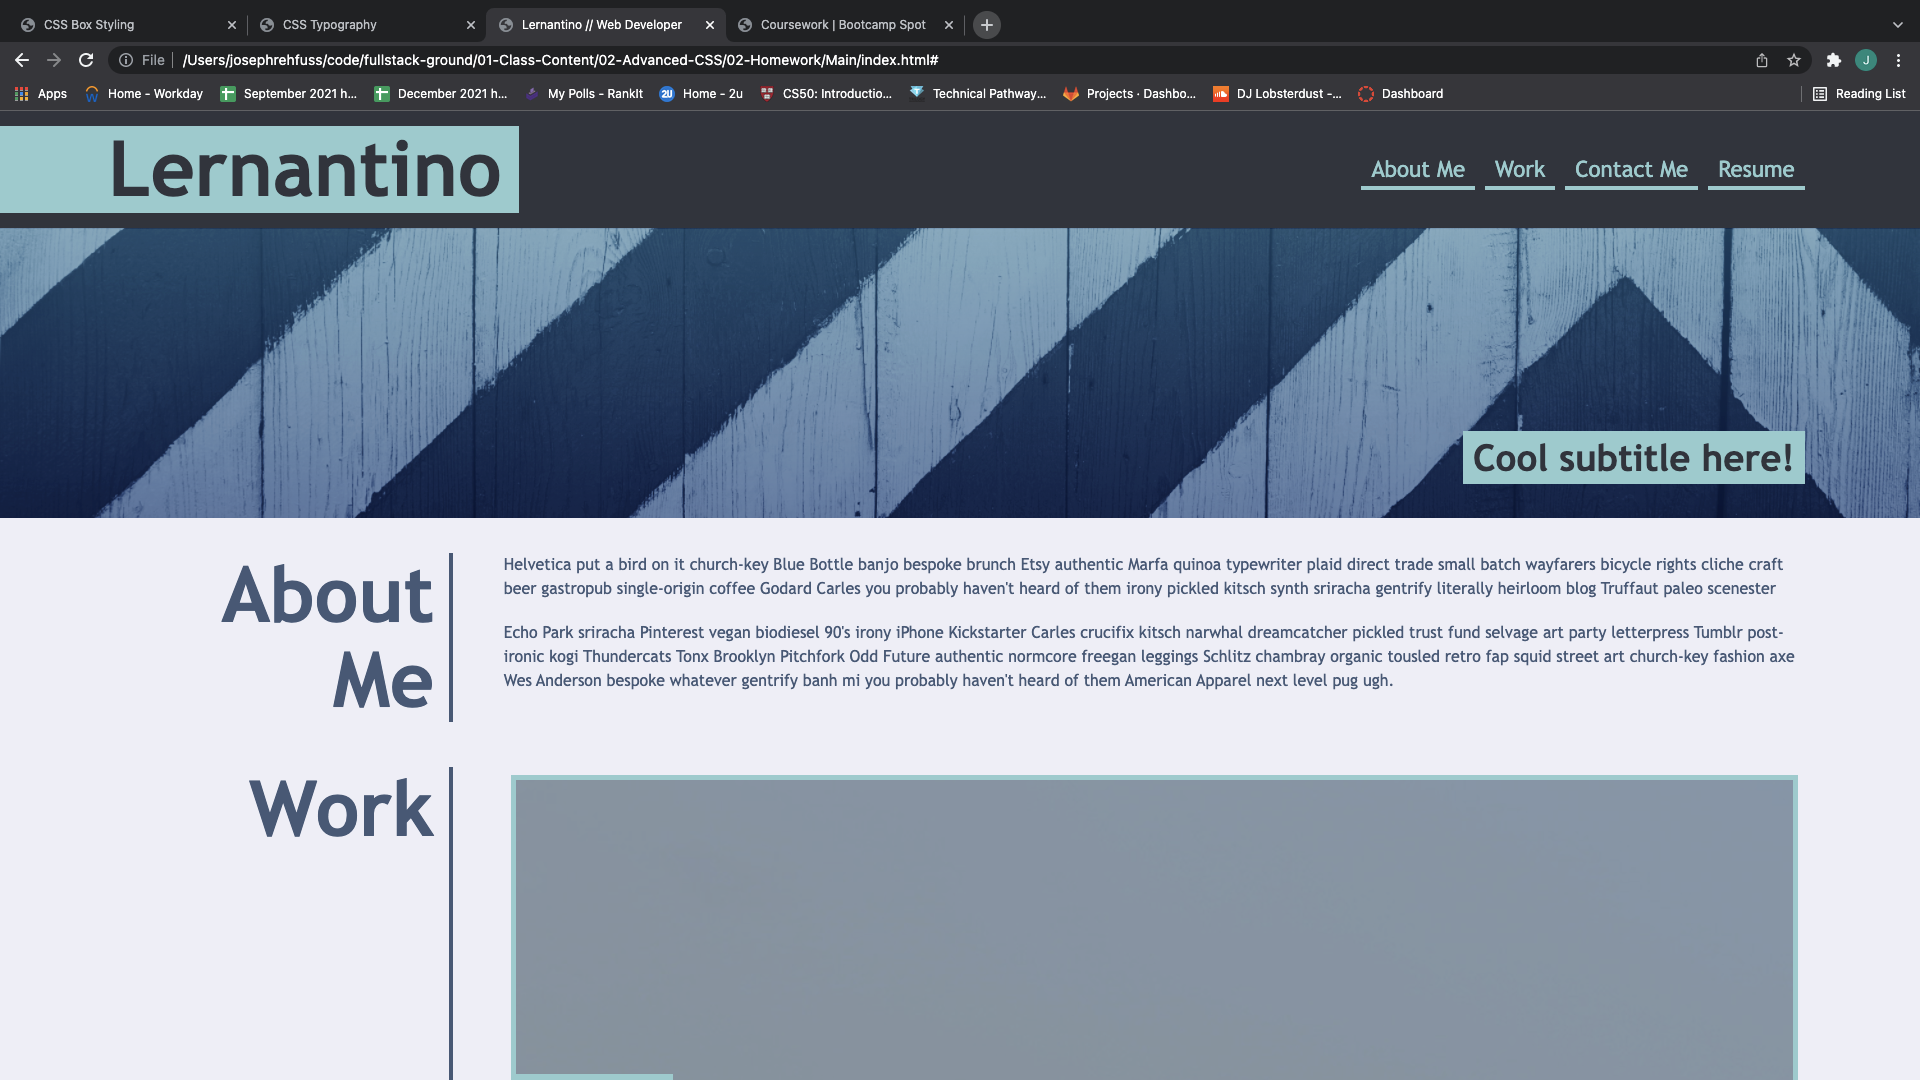 CSS Box Styling
CSS Typography
Lernantino // Web Developer
Coursework | Bootcamp Spot
File
/Users/josephrehfuss/code/fullstack-ground/01-Class-Content/02-Advanced-CSS/02-Homework/Main/index.html#
J
Apps
Home - Workday
September 2021 h...
December 2021 h...
My Polls - RankIt
2U
Home - 2u
CS50: Introductio...
Technical Pathway...
Projects · Dashbo...
DJ Lobsterdust -...
Dashboard
Reading List
Lernantino
About Me
Work
Contact Me
Resume
Cool subtitle here!
About
Me
Helvetica put a bird on it church-key Blue Bottle banjo bespoke brunch Etsy authentic Marfa quinoa typewriter plaid direct trade small batch wayfarers bicycle rights cliche craft
beer gastropub single-origin coffee Godard Carles you probably haven't heard of them irony pickled kitsch synth sriracha gentrify literally heirloom blog Truffaut paleo scenester
Echo Park sriracha Pinterest vegan biodiesel 90's irony iPhone Kickstarter Carles crucifix kitsch narwhal dreamcatcher pickled trust fund selvage art party letterpress Tumblr post-
ironic kogi Thundercats Tonx Brooklyn Pitchfork Odd Future authentic normcore freegan leggings Schlitz chambray organic tousled retro fap squid street art church-key fashion axe
Wes Anderson bespoke whatever gentrify banh mi you probably haven't heard of them American Apparel next level pug ugh.
Work